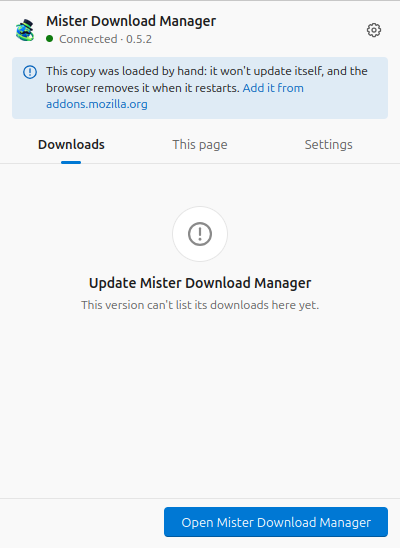 Mister Download Manager
Connected · 0.5.2
This copy was loaded by hand: it won't update itself, and the
browser removes it when it restarts. Add it from
addons.mozilla.org
Downloads
This page
Settings
Update Mister Download Manager
This version can't list its downloads here yet.
Open Mister Download Manager